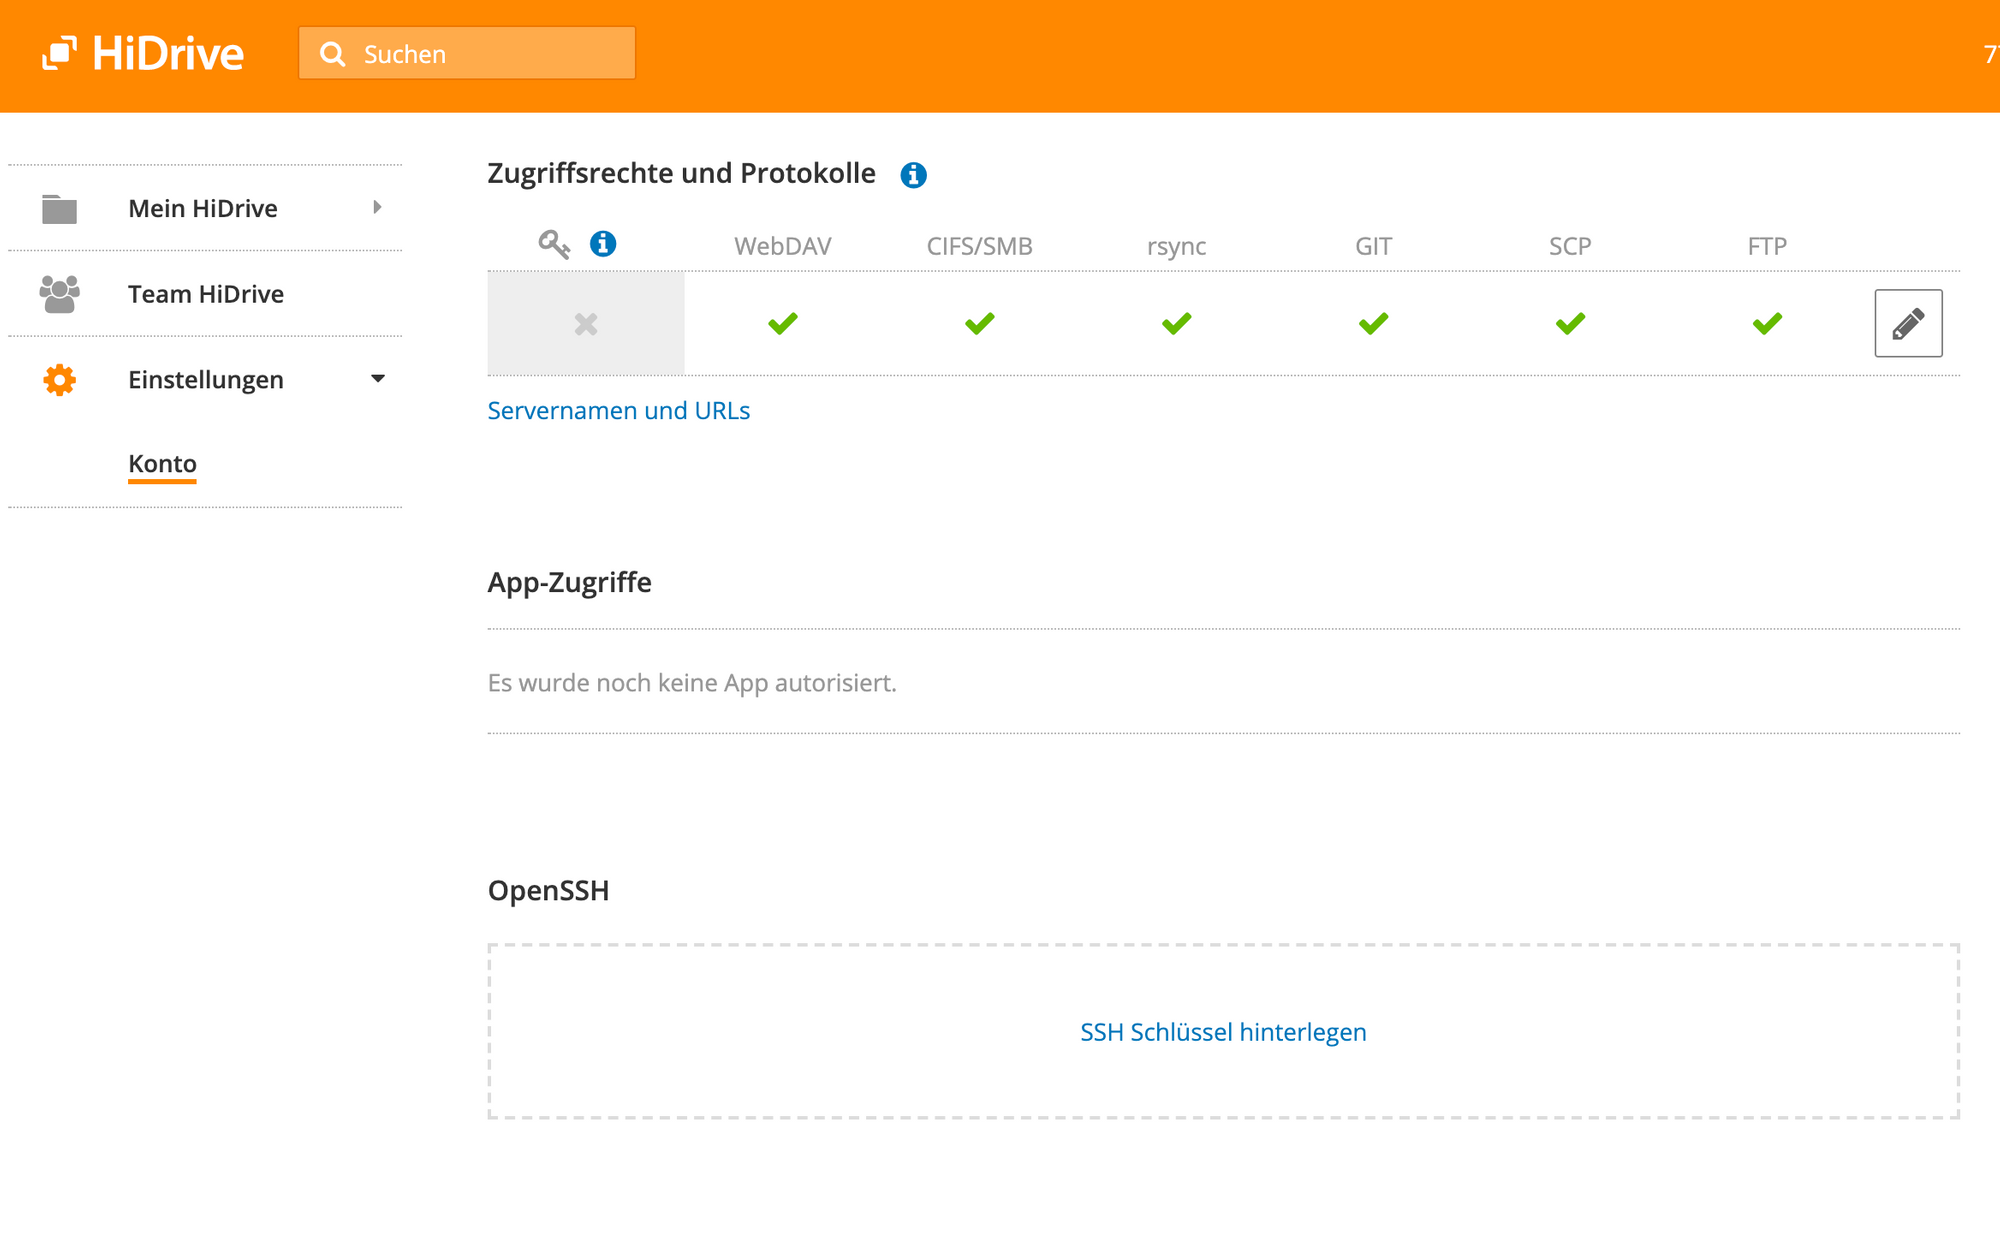 HiDrive
Suchen
Mein HiDrive
Team HiDrive
Einstellungen
Konto
Zugriffsrechte und Protokolle
WebDAV CIFS/SMB rsync GIT SCP FTP
Servernamen und URLs
App-Zugriffe
Es wurde noch keine App autorisiert.
OpenSSH
SSH Schlüssel hinterlegen